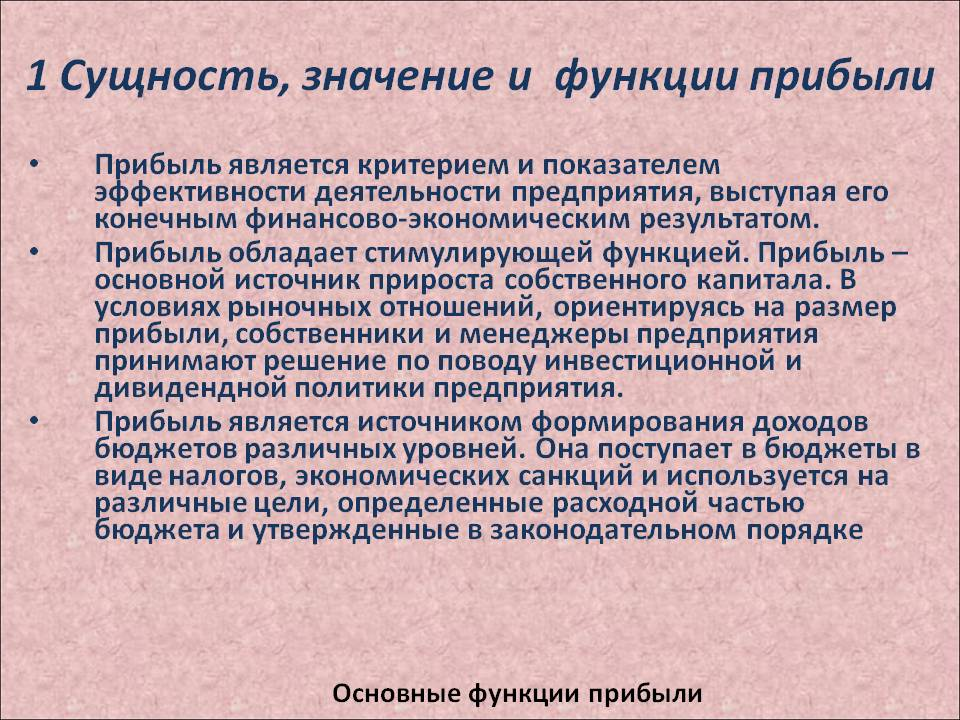 1 Сущность, значение и  функции прибыли
• Прибыль является критерием и показателем
эффективности деятельности предприятия, выступая его
конечным финансово-экономическим результатом.
• Прибыль обладает стимулирующей функцией. Прибыль –
основной источник прироста собственного капитала. В
условиях рыночных отношений, ориентируясь на размер
прибыли, собственники и менеджеры предприятия
принимают решение по поводу инвестиционной и
дивидендной политики предприятия.
• Прибыль является источником формирования доходов
бюджетов различных уровней. Она поступает в бюджеты в
виде налогов, экономических санкций и используется на
различные цели, определенные расходной частью
бюджета и утвержденные в законодательном порядке
Основные функции прибыли